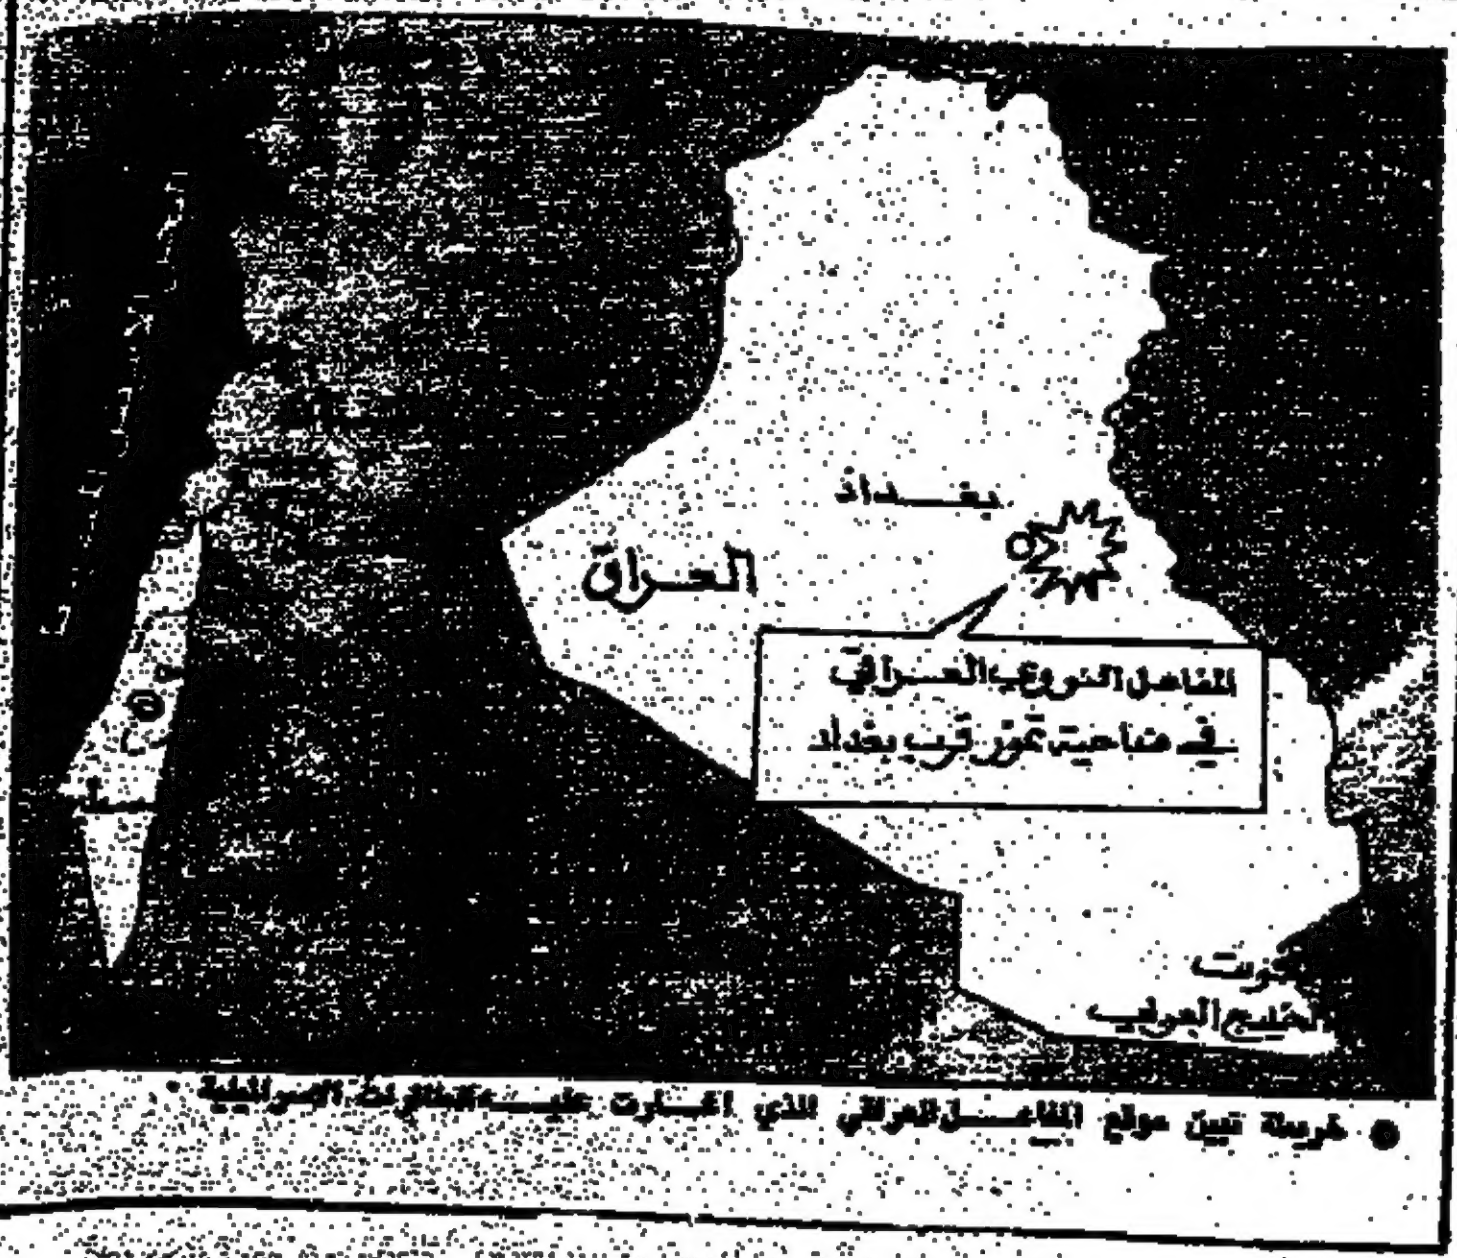 بغداد
العراق
المفاعل النووي العراقي
في ضاحية تموز قرب بغداد
الخليج العربي
خريطة تبين موقع المفاعل العراقي الذي اغارت عليه الطائرات الاسرائيلية .